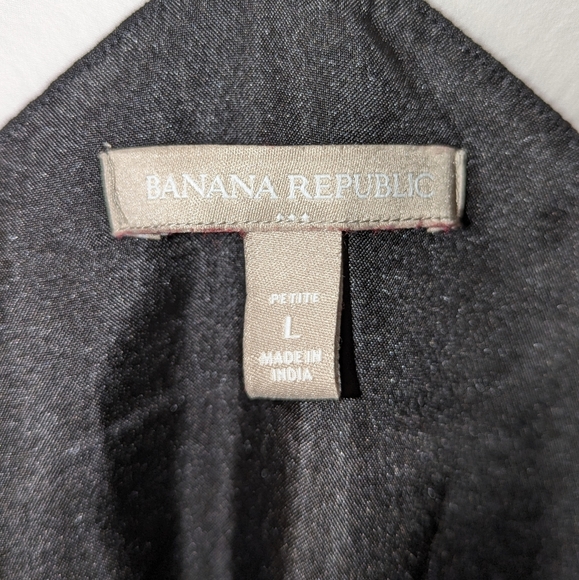 BANANA REPUBLIC
PETITE
L
MADE IN
INDIA